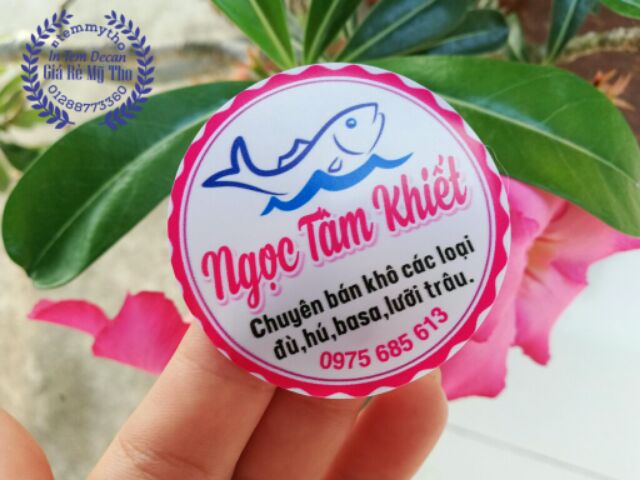 temmytho
In Tem Decan
Giá Rẻ Mỹ Tho
01288773360
Ngọc Tâm Khiết
Chuyên bán khô các loại
đù,hú,basa,lưỡi trâu.
0975 685 613